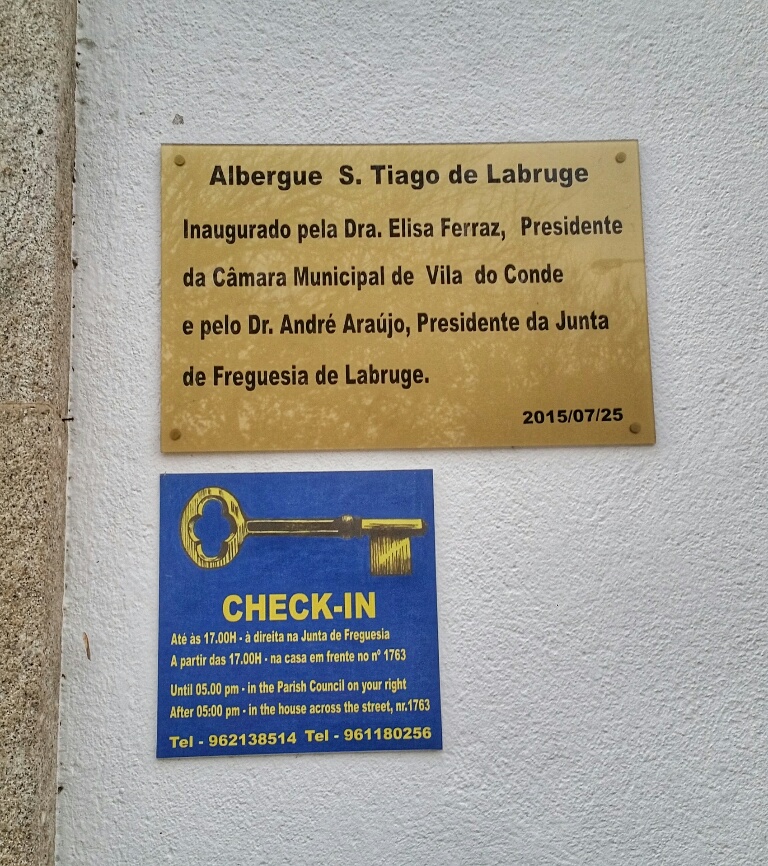 Albergue S. Tiago de Labruge
Inaugurado pela Dra. Elisa Ferraz, Presidente
da Câmara Municipal de Vila do Conde
e pelo Dr. André Araújo, Presidente da Junta
de Freguesia de Labruge.
2015/07/25
CHECK-IN
Até às 17.00H - à direita na Junta de Freguesia
A partir das 17.00H - na casa em frente no nº 1763
Until 05.00 pm - in the Parish Council on your right
After 05:00 pm - in the house across the street, nr.1763
Tel - 962138514 Tel - 961180256